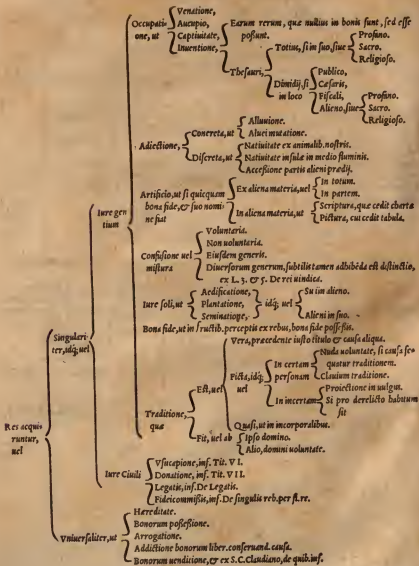 Venatione,
Occupati-
one, ut
Aucupio,
Captiuitate,
Inuentione,
Earum rerum, quæ nullius in bonis sunt, sed esse
possunt.
Thesauri,
Totius, si in suo, siue
Profano.
Sacro.
Religioso.
Dimidij, si
in loco
Publico,
Cæsaris,
Fiscali,
Alieno, siue
Profano.
Sacro.
Religioso.
Adiectione,
Concreta, ut
Alluuione.
Aluei mutatione.
Discreta, ut
Natiuitate ex animalib. nostris.
Natiuitate insulæ in medio fluminis.
Accessione partis alieni prædij.
Iure gen-
tium
Artificio, ut si quicquam
bona fide, & suo nomi-
ne fiat
Ex aliena materia, uel
In totum.
In partem.
In aliena materia, ut
Scriptura, quæ cedit chartæ
Pictura, cui cedit tabula.
Confusione uel
mistura
Voluntaria.
Non uoluntaria.
Eiusdem generis.
Diuersorum generum, subtilis tamen adhibēda est distinctio,
ex L. 3. & 5. De rei uindica.
Iure soli, ut
Aedificatione,
Plantatione,
Seminatione,
idq; uel
Su im alieno.
Alieni in suo.
Bona fide, ut in fructib. perceptis ex rebus, bona fide possessis.
Traditione,
quæ
Est, uel
Vera, præcedente iusto titulo & causa aliqua.
Ficta, idq;
uel
In certam
personam
Nuda uoluntate, si causa se-
quatur traditionem.
Clauium traditione.
In incertam
Proiectione in uulgus.
Si pro derelicto habitum
sit
Quasi, ut in incorporalibus.
Fit, uel ab
Ipso domino.
Alio, domini uoluntate.
Res acqui
runtur,
uel
Singulari-
ter, idq; uel
Iure Ciuili
Vsucapione, inf. Tit. VI.
Donatione, inf. Tit. VII.
Legatis, inf. De Legatis.
Fideicommissis, inf. De singulis reb. per fi. re.
Vniuersaliter, ut
Hæreditate.
Bonorum possessione.
Arrogatione.
Addictione bonorum liber. conseruand. causa.
Bonorum uenditione, & ex S.C. Claudiano, de quib. inf.